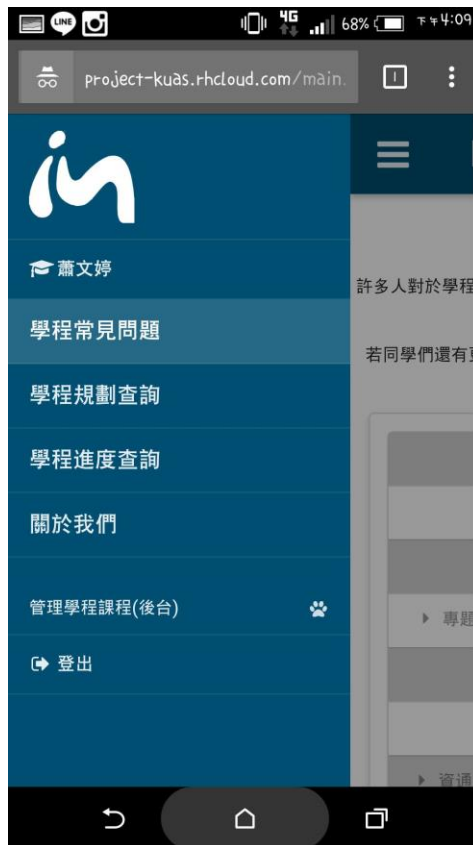 LINE
4G
68%
下午4:09
project-kuas.rhcloud.com/main.
1
in
蕭文婷
學程常見問題
許多人對於學程
若同學們還有
學程規劃查詢
學程進度查詢
關於我們
管理學程課程(後台)
專題
登出
資通